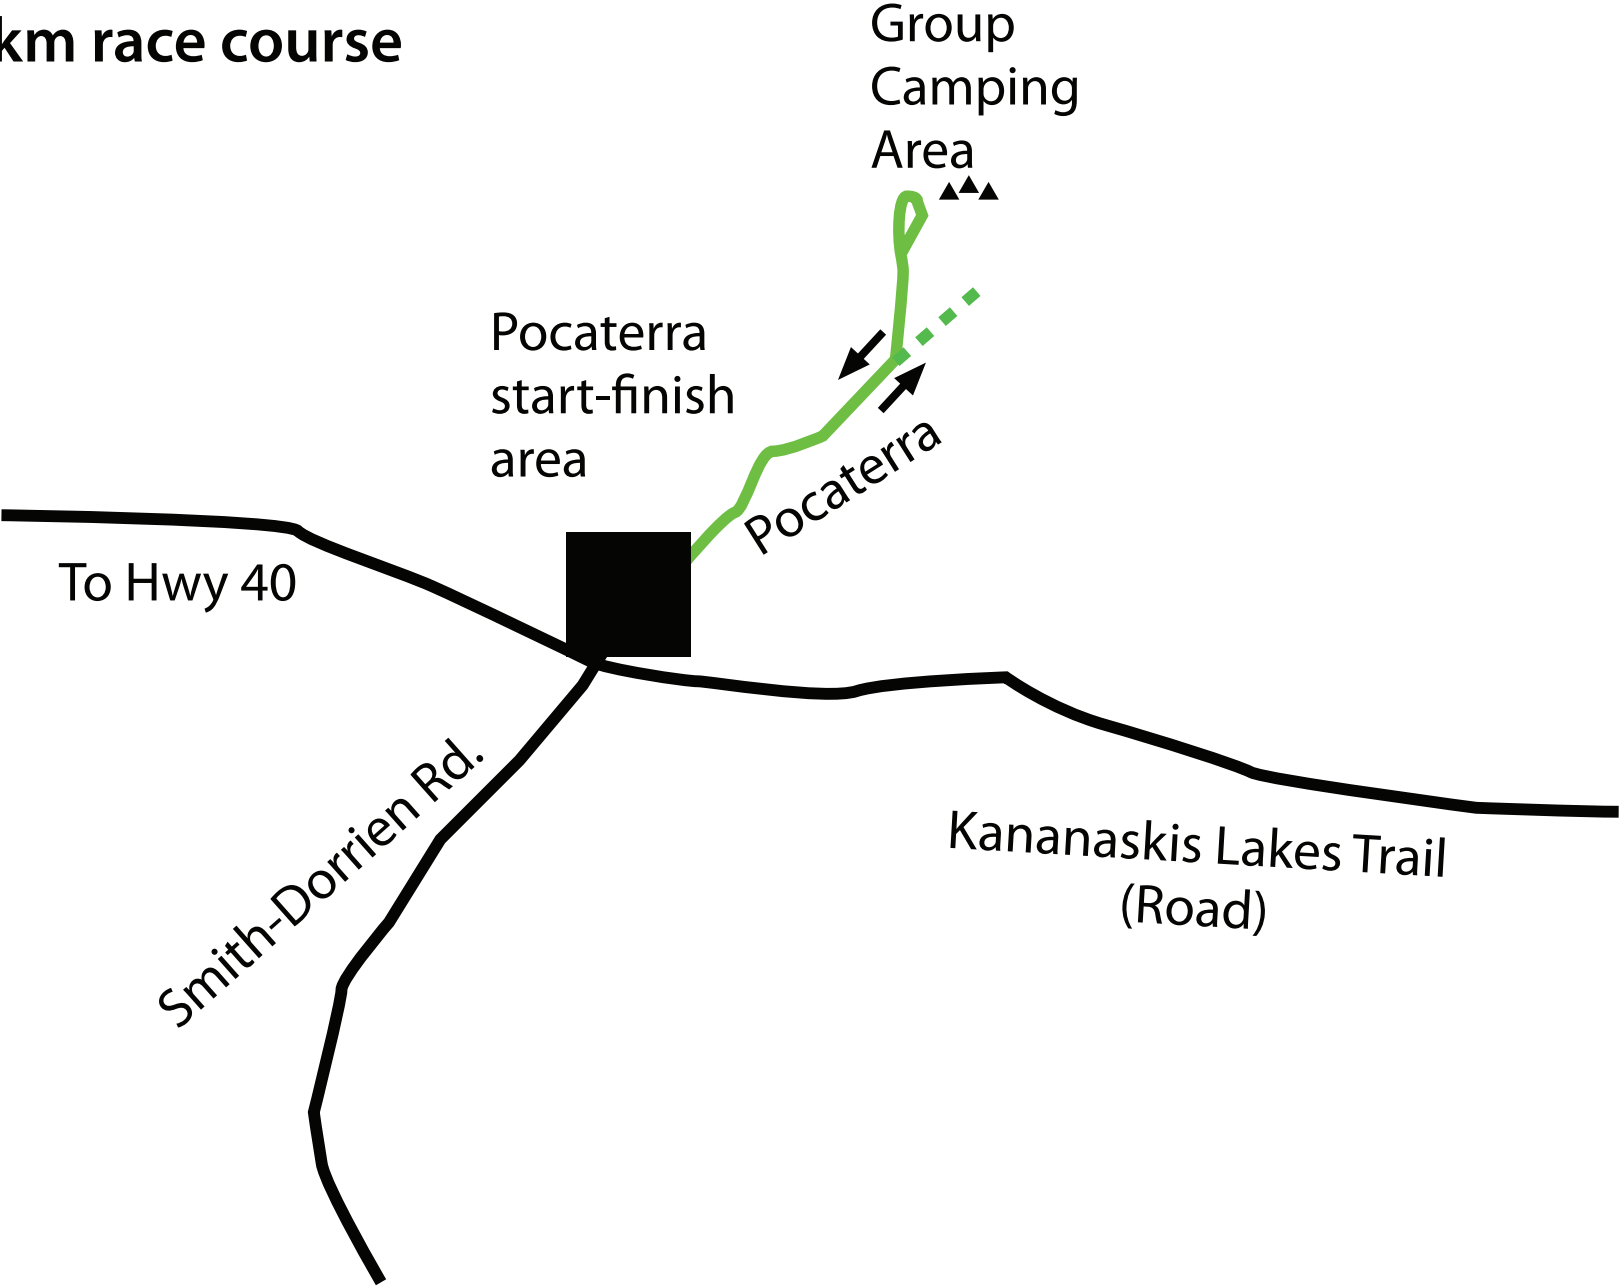 km race course
Group
Camping
Area
Pocaterra
start-finish
area
Pocaterra
To Hwy 40
Smith-Dorrien Rd.
Kananaskis Lakes Trail
(Road)